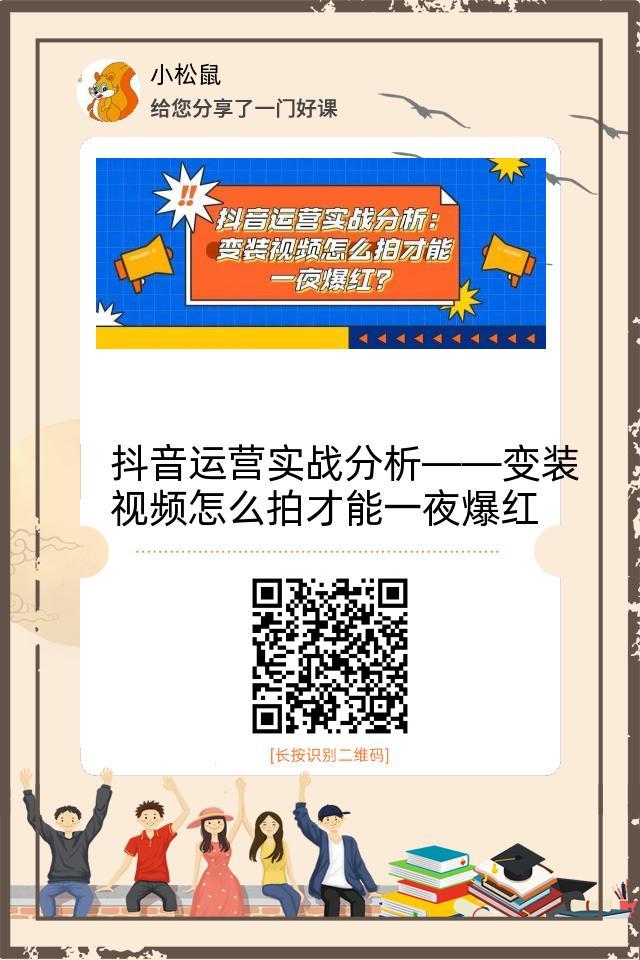 小松鼠
给您分享了一门好课
!!
抖音运营实战分析：
变装视频怎么拍才能
一夜爆红？
抖音运营实战分析——变装
视频怎么拍才能一夜爆红
[长按识别二维码]